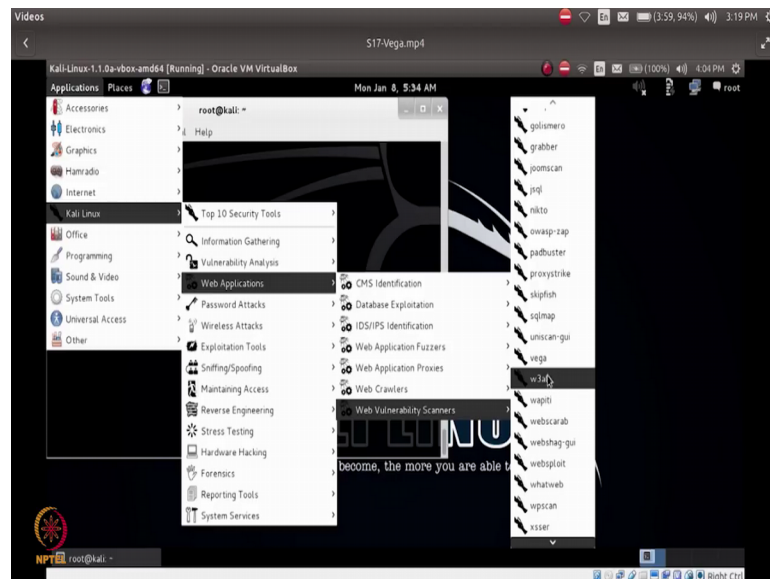 Videos
En (3:59, 94%) 3:19 PM
S17-Vega.mp4
Kali-Linux-1.1.0a-vbox-amd64 [Running] - Oracle VM VirtualBox
En (100%) 4:04 PM
Applications Places
Mon Jan 8, 5:34 AM
root
root@kali: ~
Help
Accessories
Electronics
Graphics
Hamradio
Internet
Kali Linux
Office
Programming
Sound & Video
System Tools
Universal Access
Other
Top 10 Security Tools
Information Gathering
Vulnerability Analysis
Web Applications
Password Attacks
Wireless Attacks
Exploitation Tools
Sniffing/Spoofing
Maintaining Access
Reverse Engineering
Stress Testing
Hardware Hacking
Forensics
Reporting Tools
System Services
CMS Identification
Database Exploitation
IDS/IPS Identification
Web Application Fuzzers
Web Application Proxies
Web Crawlers
Web Vulnerability Scanners
golismero
grabber
joomscan
jsql
nikto
owasp-zap
padbuster
proxystrike
skipfish
sqlmap
uniscan-gui
vega
w3af
wapiti
webscarab
webshag-gui
websploit
whatweb
wpscan
xsser
become, the more you are able t
NPTEL
root@kali: ~
Right Ctrl